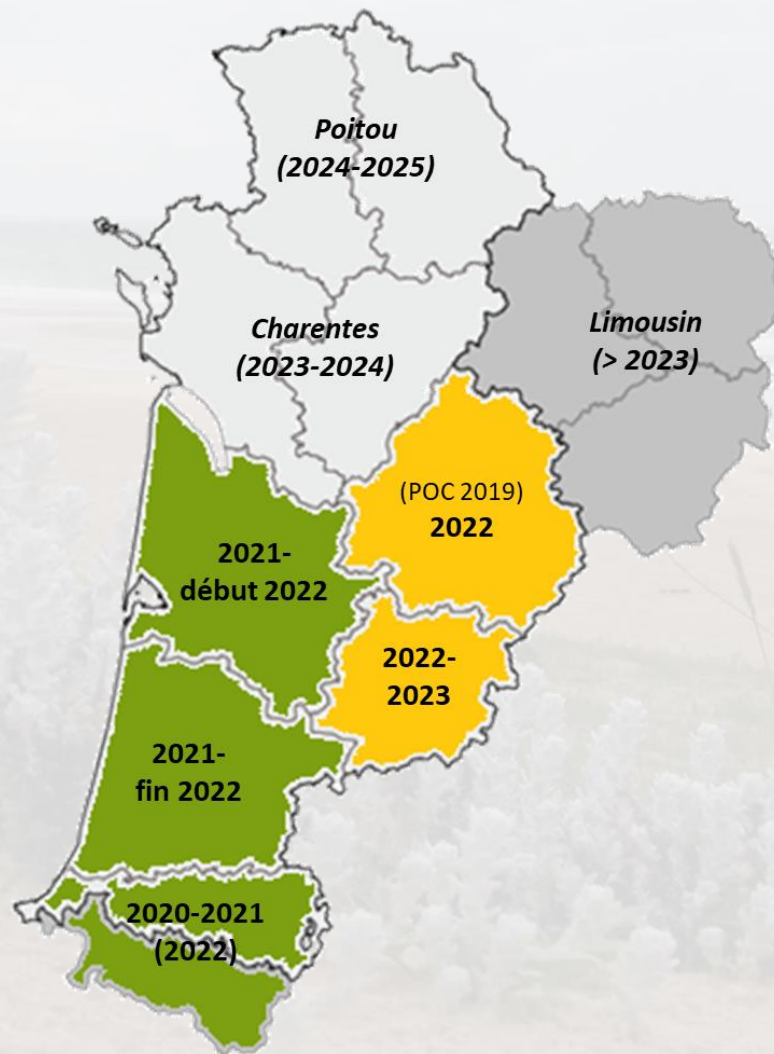 Poitou
(2024-2025)
Charentes
(2023-2024)
Limousin
(> 2023)
(POC 2019)
2022
2021-
début 2022
2022-
2023
2021-
fin 2022
2020-2021
(2022)